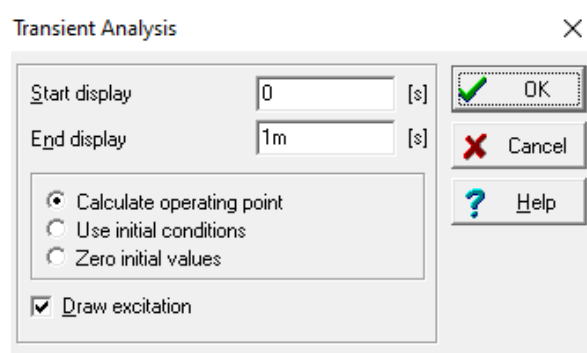 Transient Analysis
Start display 0 [s]
End display 1m [s]
Calculate operating point
Use initial conditions
Zero initial values
Draw excitation
OK
Cancel
Help